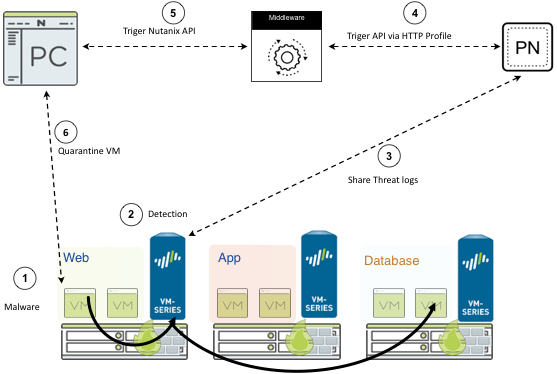 5
Triger Nutanix API
Middleware
4
Triger API via HTTP Profile
N
PC
PN
6
Quarantine VM
3
Share Threat logs
2
Detection
1
Malware
Web
VM
VM
VM-
SERIES
App
VM
VM
VM-
SERIES
Database
VM
VM
VM-
SERIES